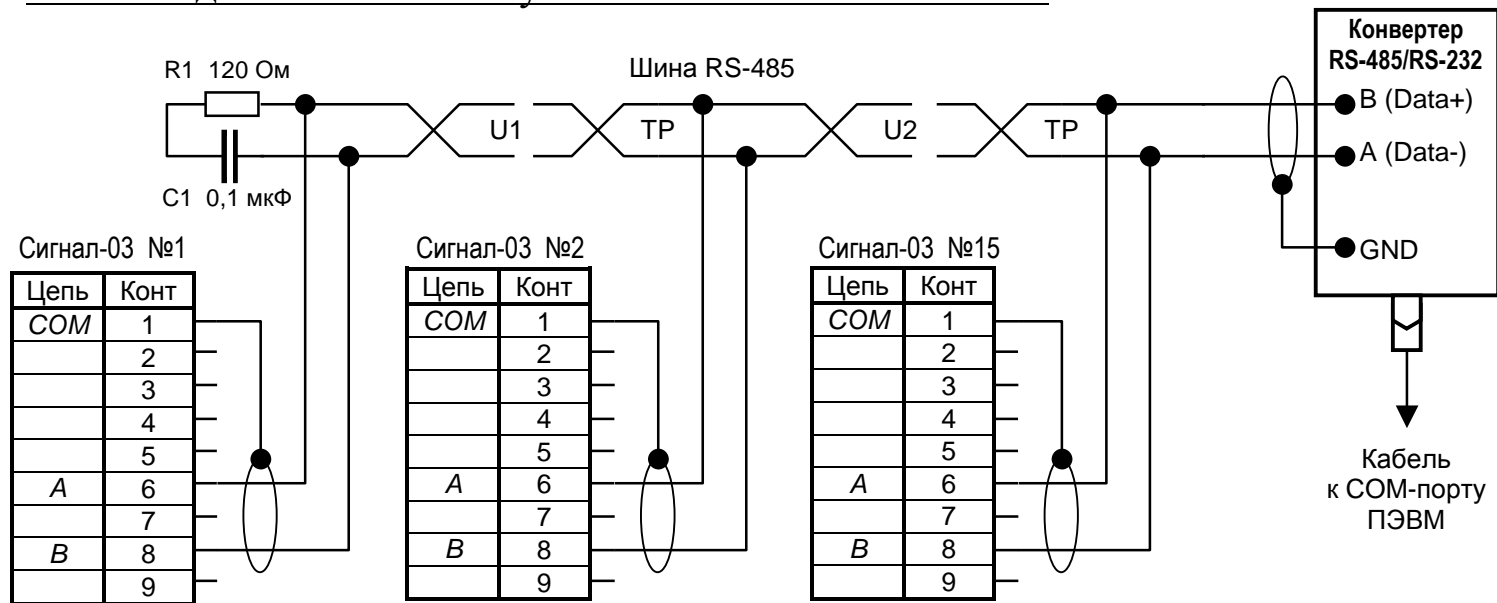 Конвертер
RS-485/RS-232
R1 120 Ом
Шина RS-485
B (Data+)
U1
TP
U2
TP
A (Data-)
C1 0,1 мкФ
GND
Сигнал-03 №1
Цепь Конт
COM 1
2
3
4
5
A 6
7
B 8
9
Сигнал-03 №2
Цепь Конт
COM 1
2
3
4
5
A 6
7
B 8
9
Сигнал-03 №15
Цепь Конт
COM 1
2
3
4
5
A 6
7
B 8
9
Кабель
к COM-порту
ПЭВМ